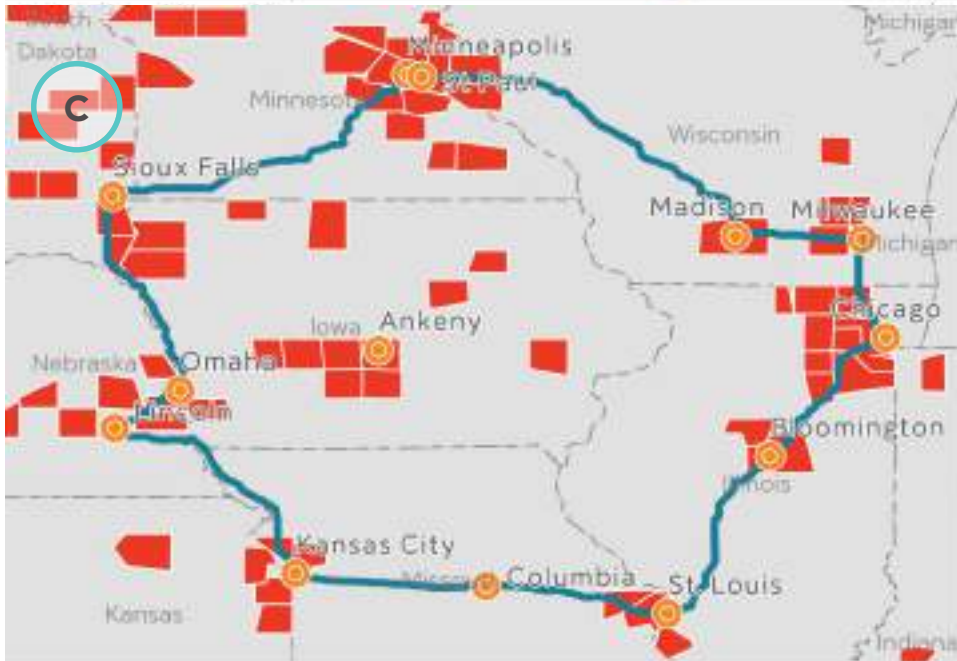 South
Dakota
C
Minneapolis
St Paul
Minnesota
Michigan
Wisconsin
Sioux Falls
Madison
Milwaukee
Michigan
Chicago
Iowa
Ankeny
Nebraska
Omaha
Lincoln
Bloomington
Illinois
Kansas City
Columbia
St Louis
Kansas
Indiana